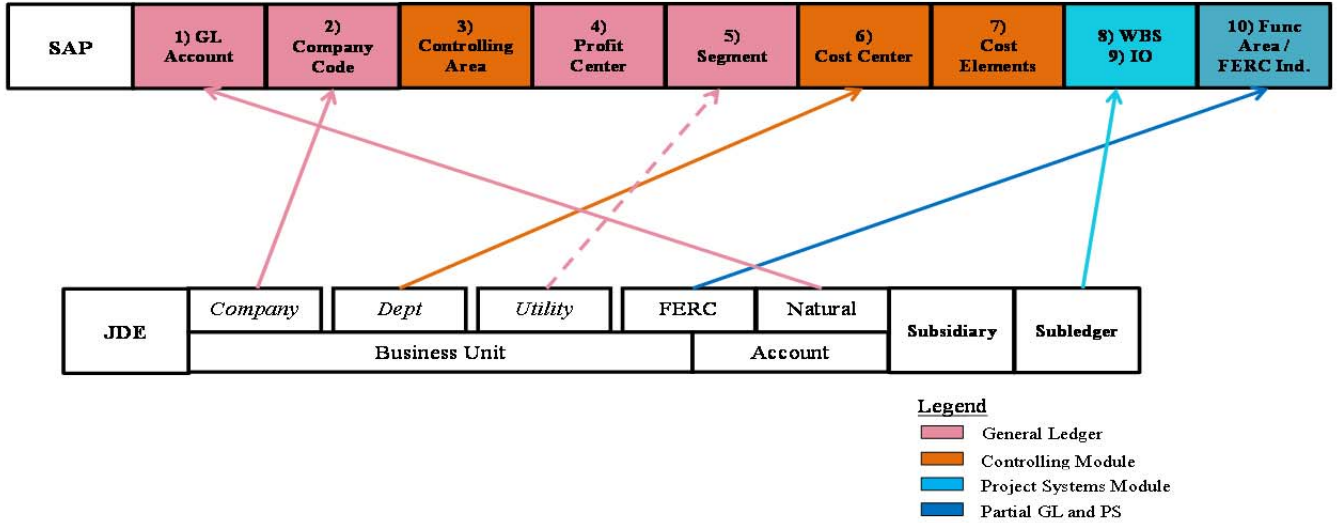 SAP
1) GL
Account
2)
Company
Code
3)
Controlling
Area
4)
Profit
Center
5)
Segment
6)
Cost Center
7)
Cost
Elements
8) WBS
9) IO
10) Func
Area /
FERC Ind.
JDE
Company
Dept
Utility
FERC
Natural
Business Unit
Account
Subsidiary
Subledger
Legend
General Ledger
Controlling Module
Project Systems Module
Partial GL and PS